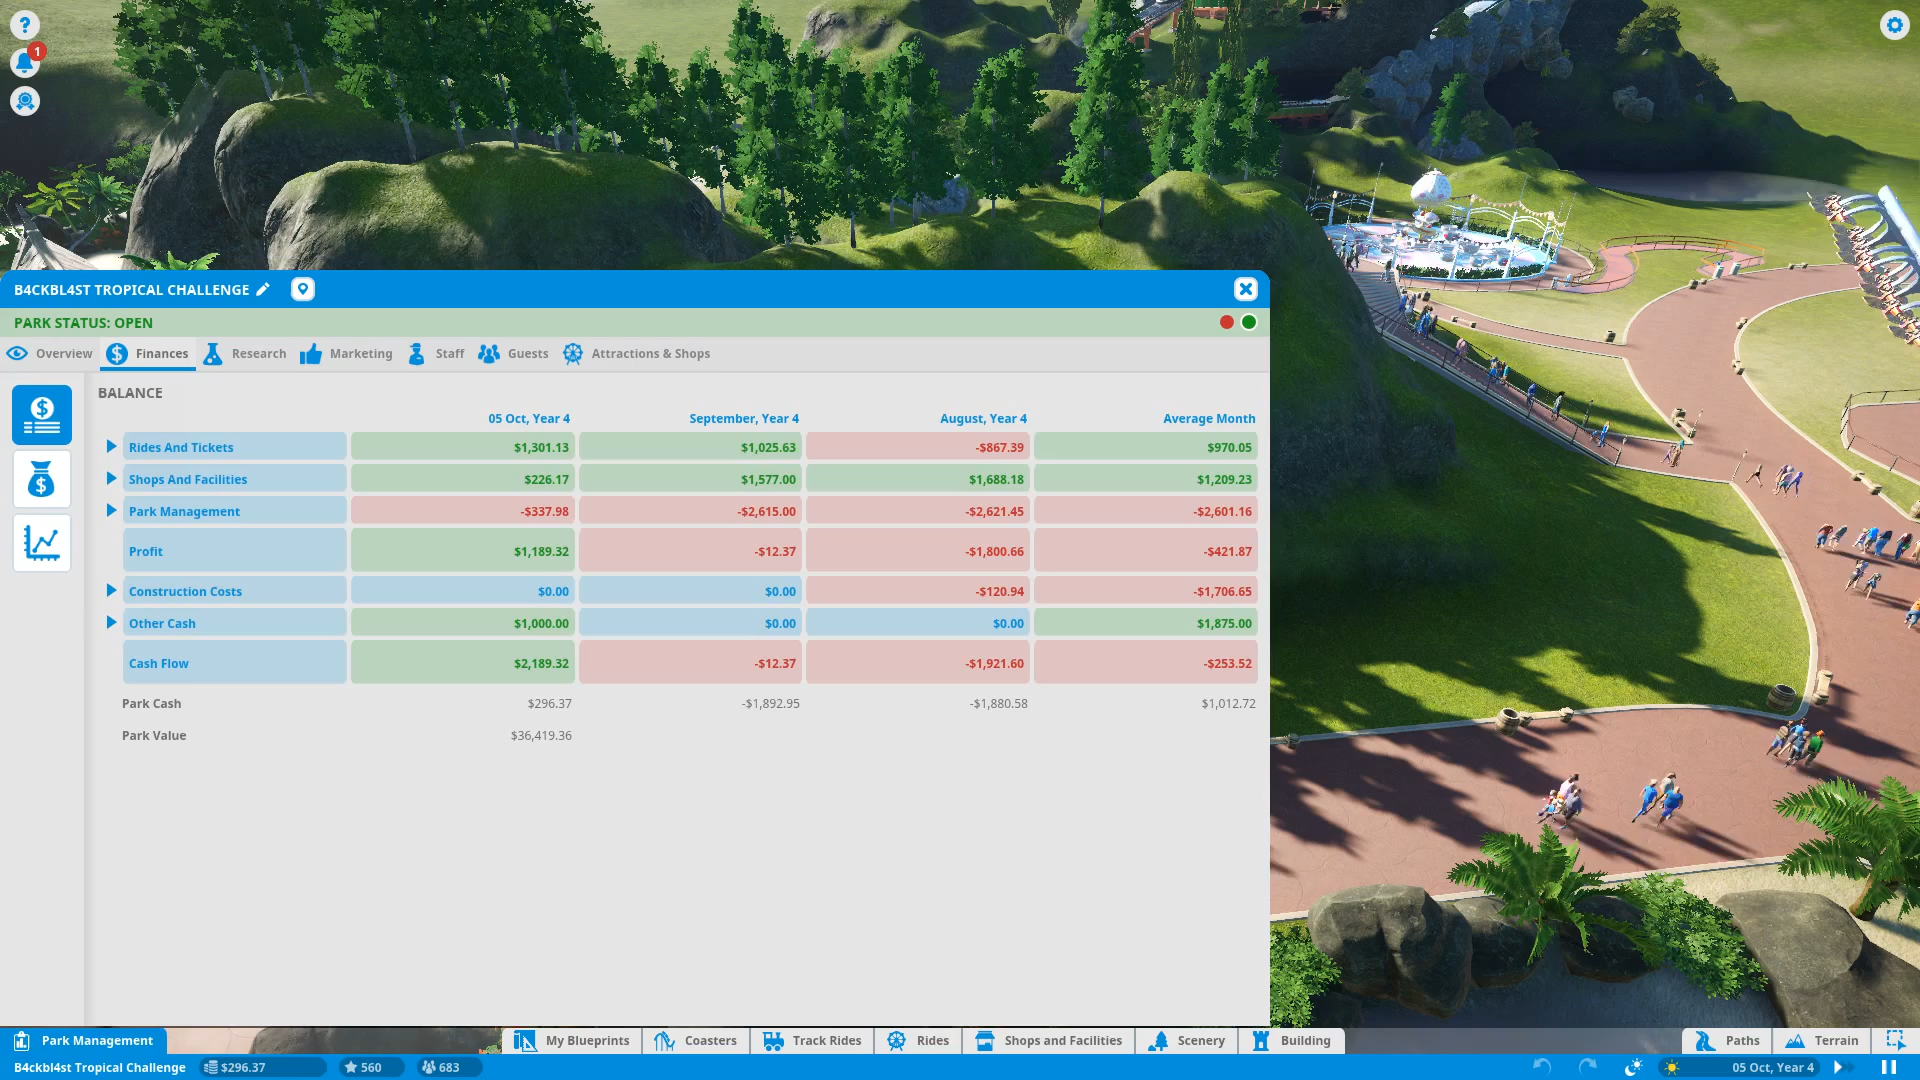 ?
1
B4CKBL4ST TROPICAL CHALLENGE
PARK STATUS: OPEN
Overview Finances Research Marketing Staff Guests Attractions & Shops
BALANCE
05 Oct, Year 4 September, Year 4 August, Year 4 Average Month
Rides And Tickets $1,301.13 $1,025.63 -$867.39 $970.05
Shops And Facilities $226.17 $1,577.00 $1,688.18 $1,209.23
Park Management -$337.98 -$2,615.00 -$2,621.45 -$2,601.16
Profit $1,189.32 -$12.37 -$1,800.66 -$421.87
Construction Costs $0.00 $0.00 -$120.94 -$1,706.65
Other Cash $1,000.00 $0.00 $0.00 $1,875.00
Cash Flow $2,189.32 -$12.37 -$1,921.60 -$253.52
Park Cash $296.37 -$1,892.95 -$1,880.58 $1,012.72
Park Value $36,419.36
Park Management My Blueprints Coasters Track Rides Rides Shops and Facilities Scenery Building Paths Terrain
B4ckbl4st Tropical Challenge $296.37 560 683 05 Oct, Year 4